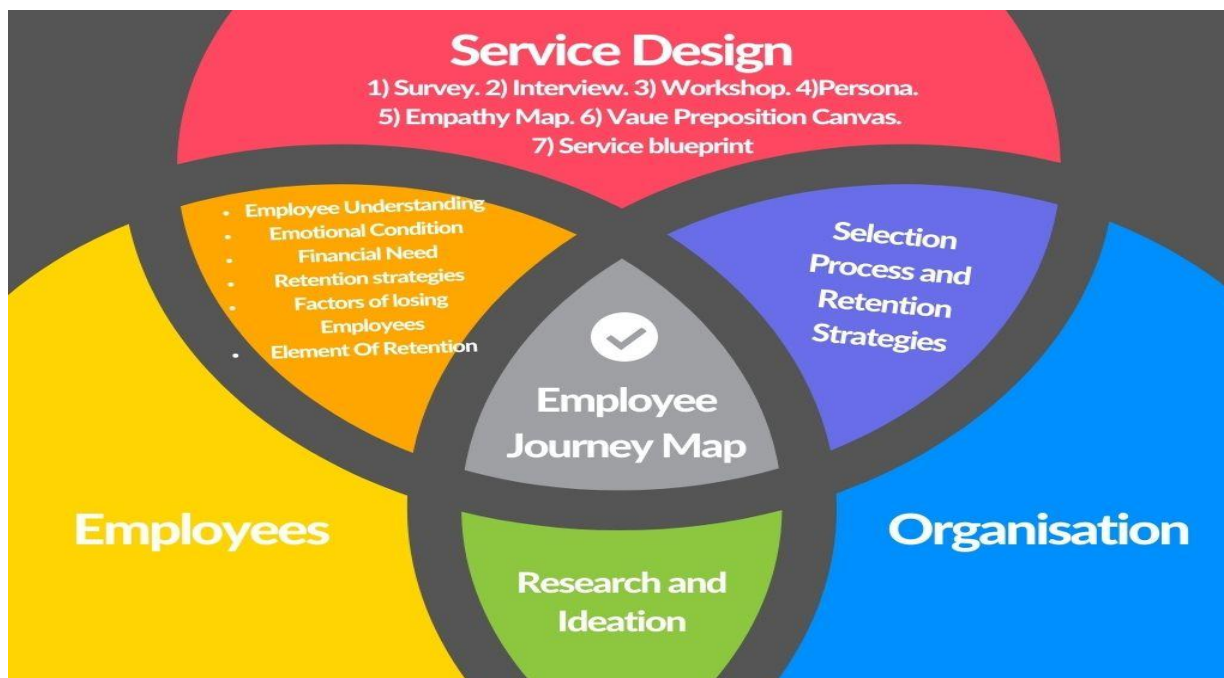 Service Design
1) Survey. 2) Interview. 3) Workshop. 4)Persona.
5) Empathy Map. 6) Vaue Preposition Canvas.
7) Service blueprint
• Employee Understanding
• Emotional Condition
• Financial Need
• Retention strategies
• Factors of losing
Employees
• Element Of Retention
Selection
Process and
Retention
Strategies
Employee
Journey Map
Employees
Organisation
Research and
Ideation